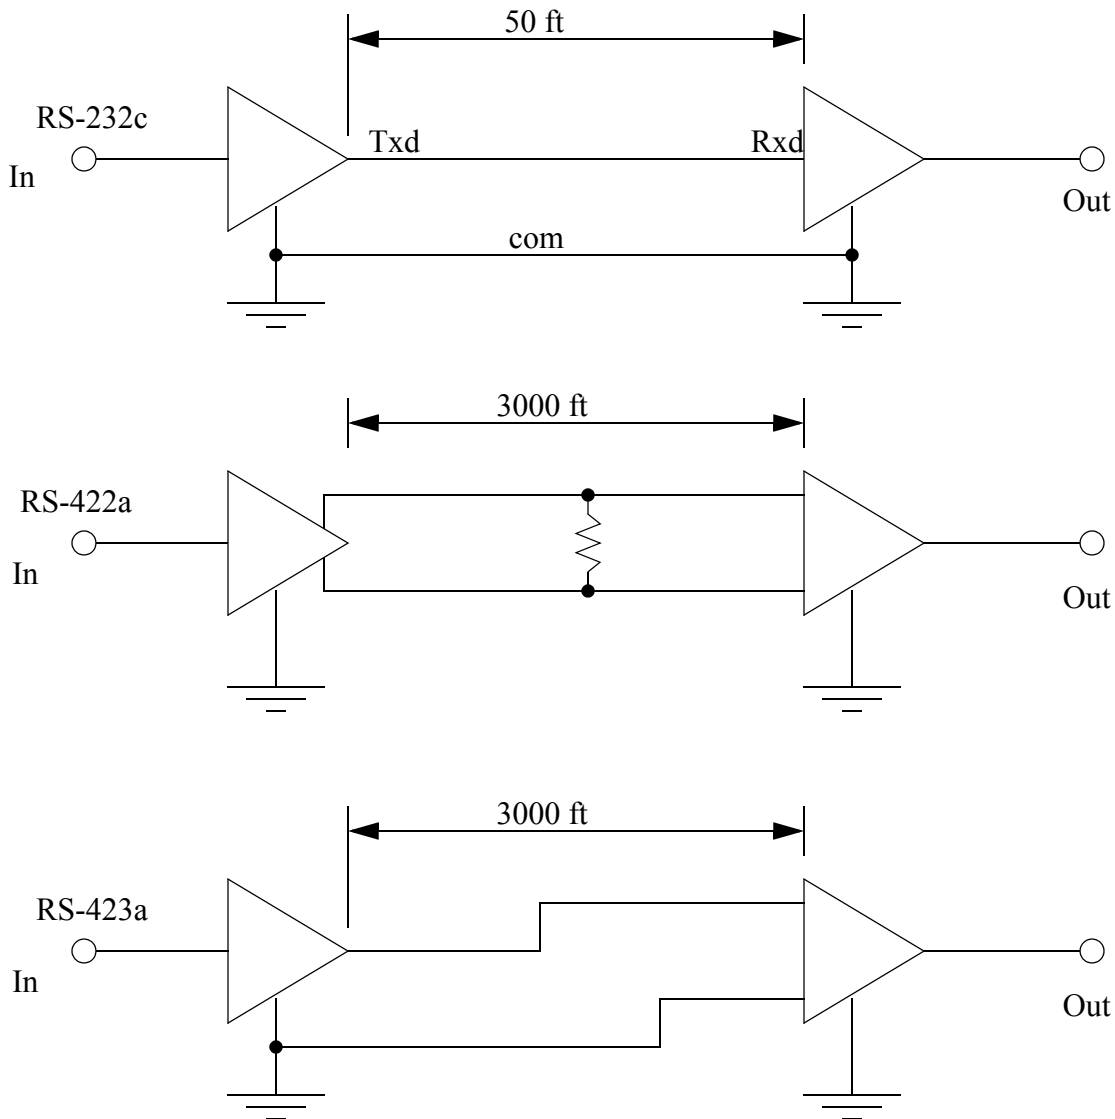 50 ft
RS-232c
Txd
Rxd
In
Out
com
3000 ft
RS-422a
In
Out
3000 ft
RS-423a
In
Out